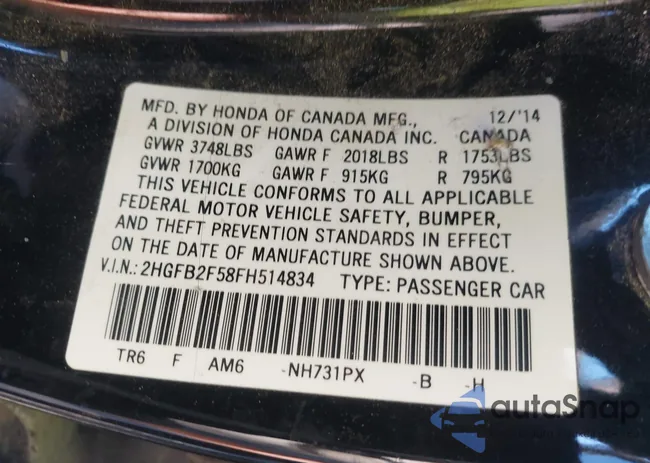 MFD. BY HONDA OF CANADA MFG., 12/'14
A DIVISION OF HONDA CANADA INC. CANADA
GVWR 3748LBS GAWR F 2018LBS R 1753LBS
GVWR 1700KG GAWR F 915KG R 795KG
THIS VEHICLE CONFORMS TO ALL APPLICABLE
FEDERAL MOTOR VEHICLE SAFETY, BUMPER,
AND THEFT PREVENTION STANDARDS IN EFFECT
ON THE DATE OF MANUFACTURE SHOWN ABOVE.
V.I.N.: 2HGFB2F58FH514834 TYPE: PASSENGER CAR
TR6 F AM6 -NH731PX -B -H
autoSnap